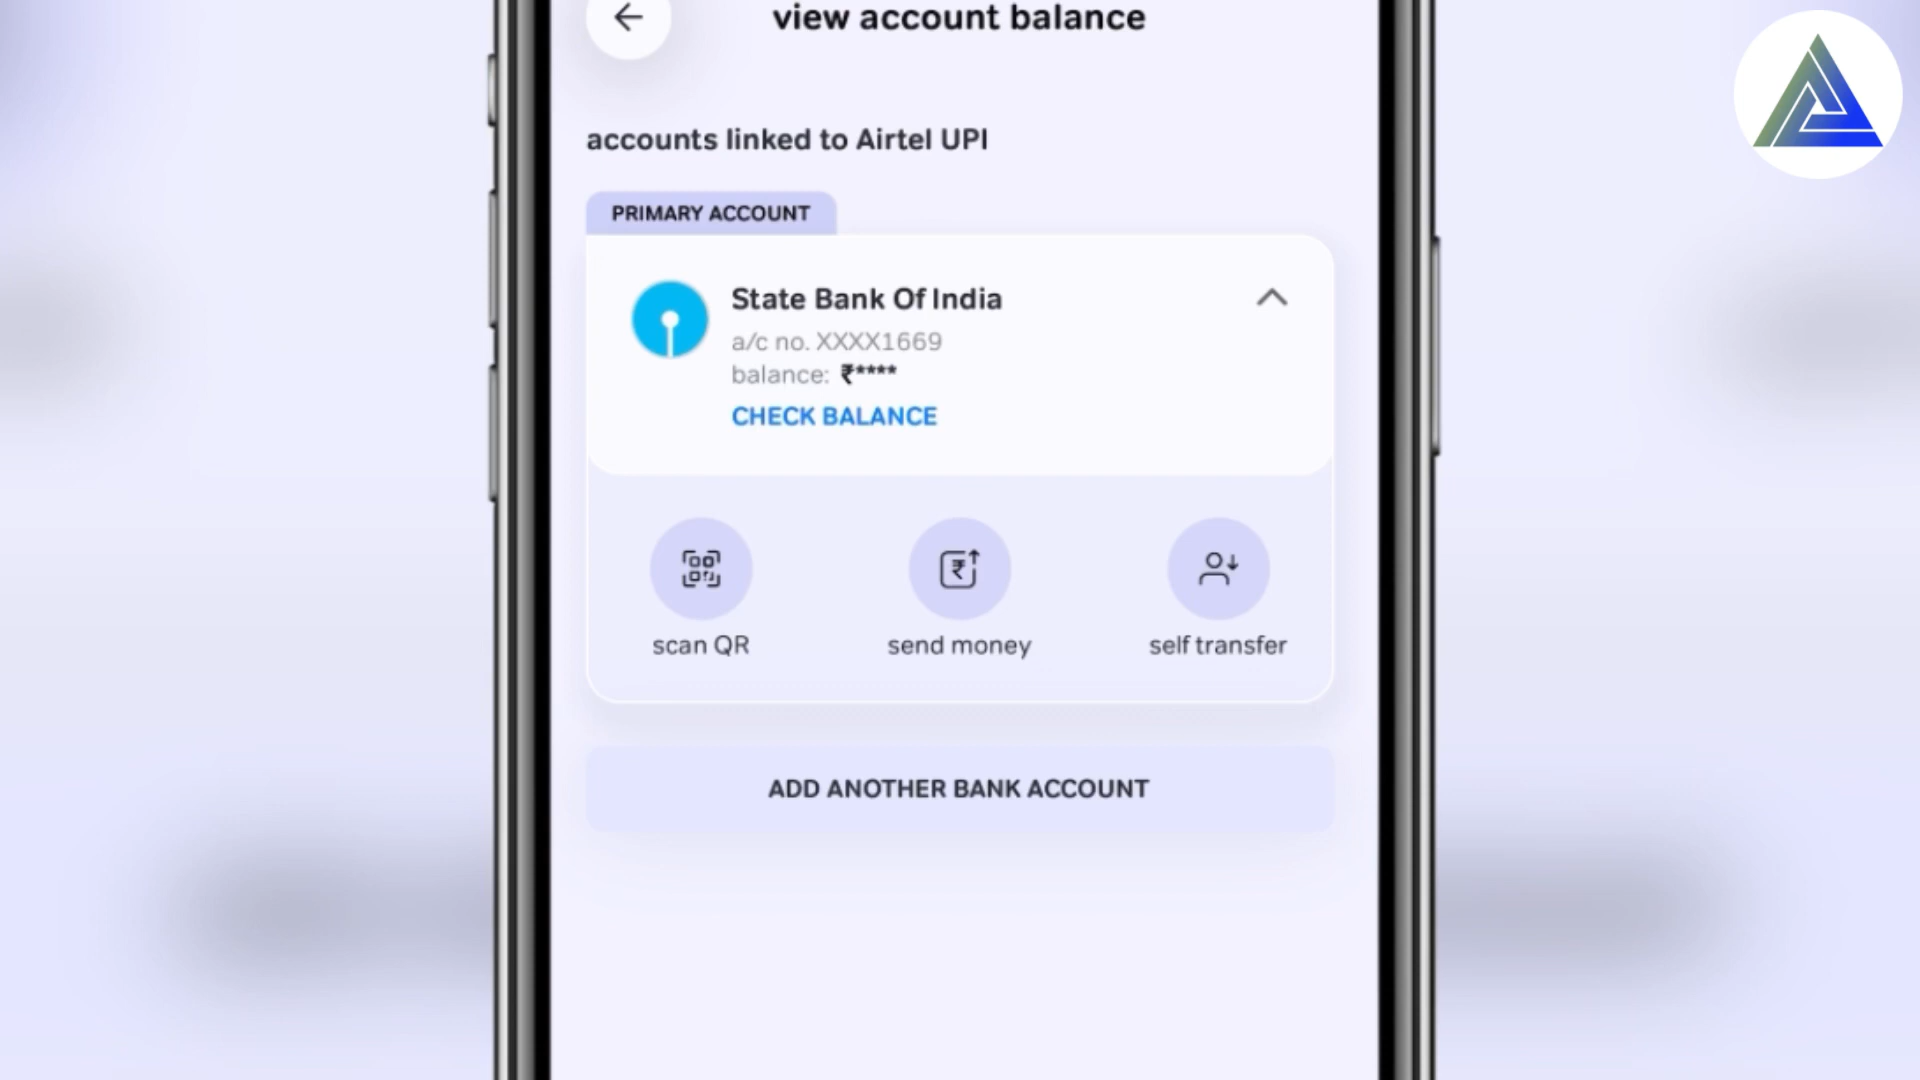 view account balance
accounts linked to Airtel UPI
PRIMARY ACCOUNT
State Bank Of India
a/c no. XXXX1669
balance: ₹****
CHECK BALANCE
scan QR
send money
self transfer
ADD ANOTHER BANK ACCOUNT